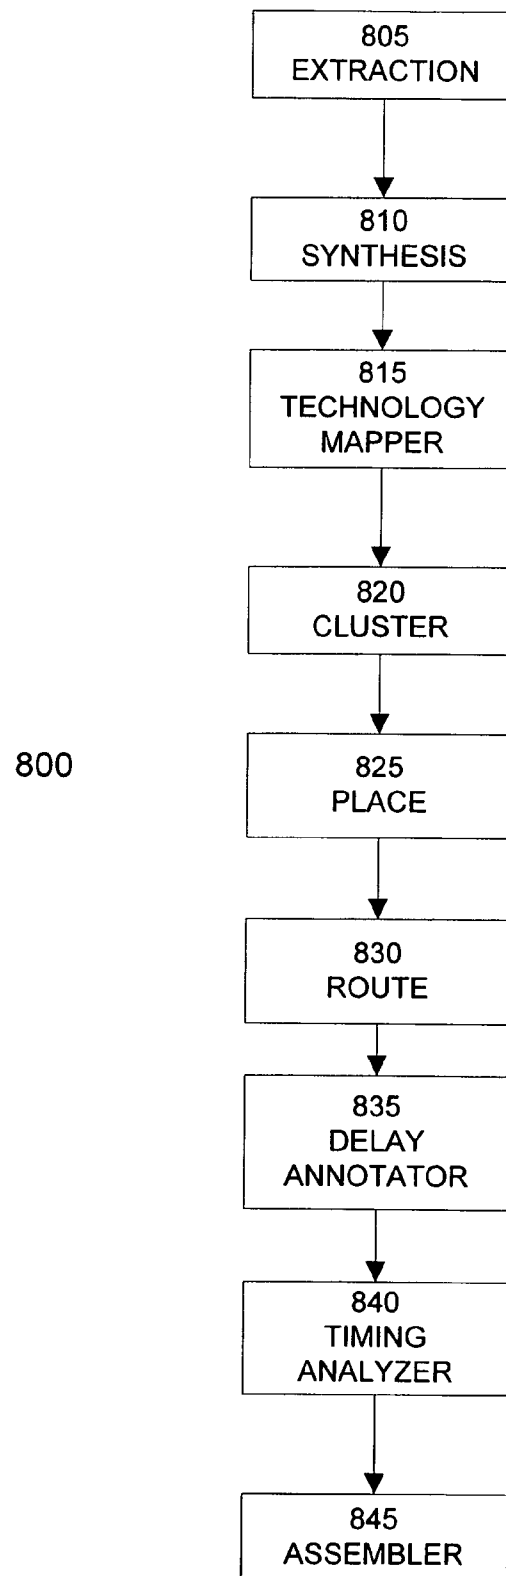 805
EXTRACTION
810
SYNTHESIS
815
TECHNOLOGY
MAPPER
820
CLUSTER
800
825
PLACE
830
ROUTE
835
DELAY
ANNOTATOR
840
TIMING
ANALYZER
845
ASSEMBLER